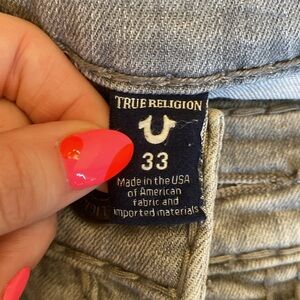 TRUE RELIGION
33
Made in the USA
of American
fabric and
imported materials